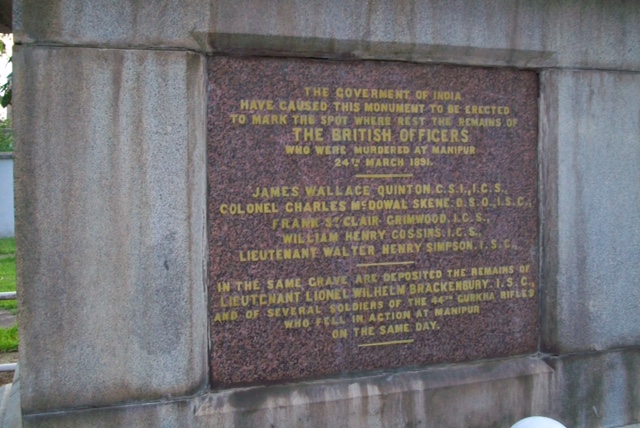 THE GOVERMENT OF INDIA
HAVE CAUSED THIS MONUMENT TO BE ERECTED
TO MARK THE SPOT WHERE REST THE REMAINS OF
THE BRITISH OFFICERS
WHO WERE MURDERED AT MANIPUR
24TH MARCH 1891.
JAMES WALLACE QUINTON. C.S.I., I.C.S.,
COLONEL CHARLES McDOWAL SKENE. D.S.O., I.S.C.,
FRANK ST CLAIR GRIMWOOD. I.C.S.,
WILLIAM HENRY COSSINS. I.C.S.,
LIEUTENANT WALTER HENRY SIMPSON. I.S.C.,
IN THE SAME GRAVE ARE DEPOSITED THE REMAINS OF
LIEUTENANT LIONEL WILHELM BRACKENBURY. I.S.C.,
AND OF SEVERAL SOLDIERS OF THE 44TH GURKHA RIFLES
WHO FELL IN ACTION AT MANIPUR
ON THE SAME DAY.